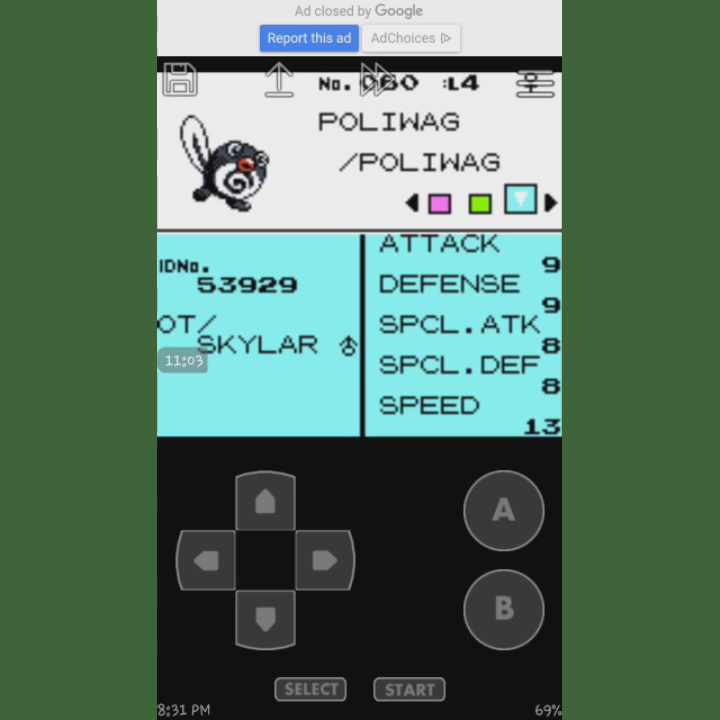 Ad closed by Google
Report this ad
AdChoices
No. 060 :L4
POLIWAG
/POLIWAG
IDNo.
53929
OT/
SKYLAR
ATTACK
9
DEFENSE
9
SPCL.ATK
8
SPCL.DEF
8
SPEED
13
11:03
A
B
SELECT
START
8:31 PM
69%